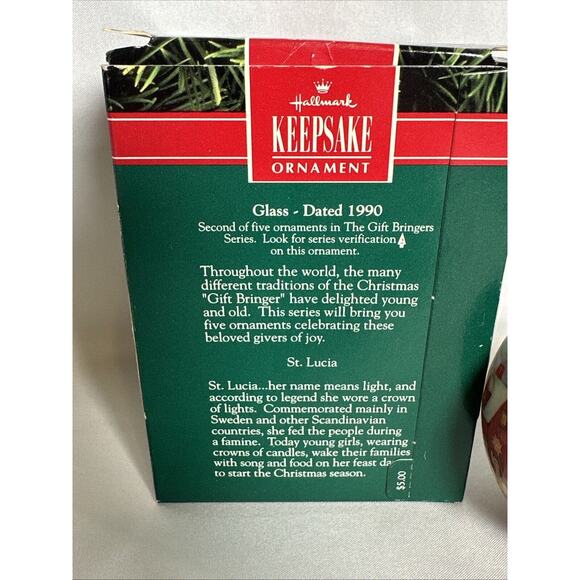 Hallmark
KEEPSAKE
ORNAMENT
Glass - Dated 1990
Second of five ornaments in The Gift Bringers
Series. Look for series verification
on this ornament.
Throughout the world, the many
different traditions of the Christmas
"Gift Bringer" have delighted young
and old. This series will bring you
five ornaments celebrating these
beloved givers of joy.
St. Lucia
St. Lucia...her name means light, and
according to legend she wore a crown
of lights. Commemorated mainly in
Sweden and other Scandinavian
countries, she fed the people during
a famine. Today young girls, wearing
crowns of candles, wake their families
with song and food on her feast
to start the Christmas season.
$5.00